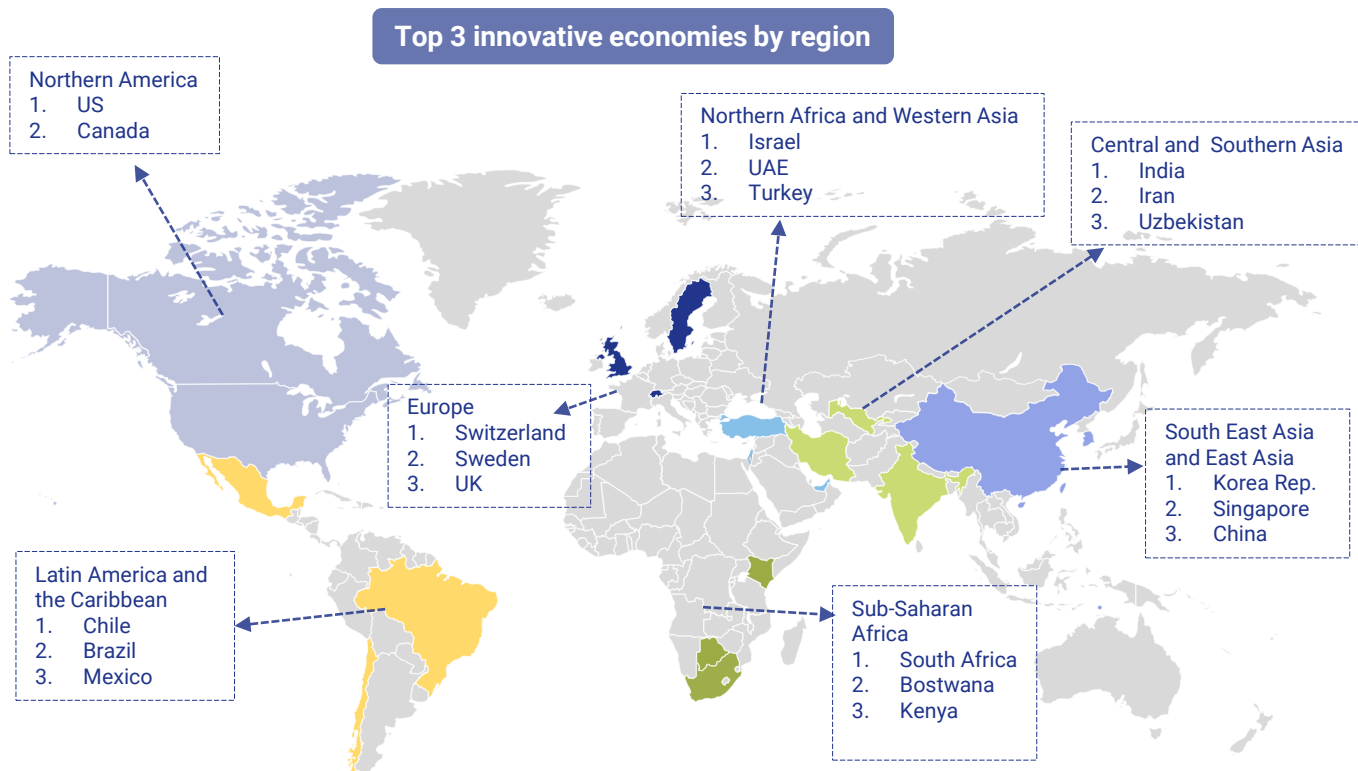 Top 3 innovative economies by region
Northern America
1. US
2. Canada
Northern Africa and Western Asia
1. Israel
2. UAE
3. Turkey
Central and Southern Asia
1. India
2. Iran
3. Uzbekistan
Europe
1. Switzerland
2. Sweden
3. UK
South East Asia
and East Asia
1. Korea Rep.
2. Singapore
3. China
Latin America and
the Caribbean
1. Chile
2. Brazil
3. Mexico
Sub-Saharan
Africa
1. South Africa
2. Bostwana
3. Kenya